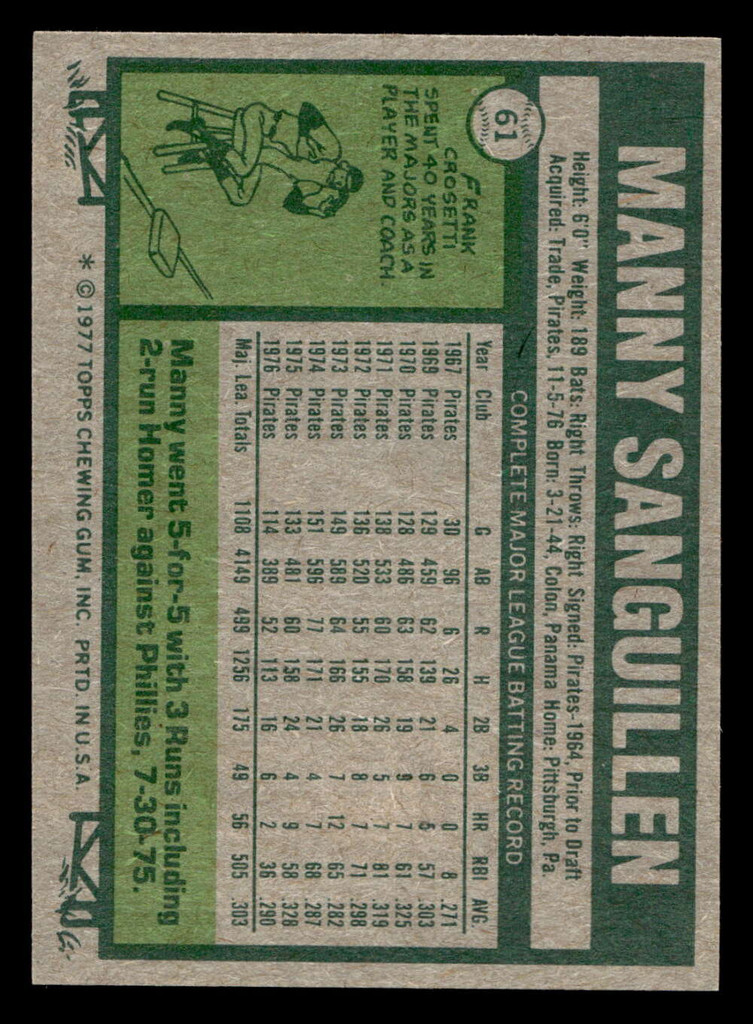 61
MANNY SANGUILLEN
Height: 6'0" Weight: 189 Bats: Right Throws: Right Signed: Pirates-1964, Prior to Draft
Acquired: Trade, Pirates, 11-5-76 Born: 3-21-44, Colon, Panama Home: Pittsburgh, Pa.
FRANK
CROSETTI
SPENT 40 YEARS IN
THE MAJORS AS A
PLAYER AND COACH.
COMPLETE MAJOR LEAGUE BATTING RECORD
Year Club G AB R H 2B 3B HR RBI AVG
1967 Pirates 30 96 6 26 4 0 0 8 .271
1969 Pirates 129 459 62 139 21 6 5 57 .303
1970 Pirates 128 486 63 158 19 9 7 61 .325
1971 Pirates 138 533 60 170 26 5 7 81 .319
1972 Pirates 136 520 55 155 18 8 7 71 .298
1973 Pirates 149 589 64 166 26 7 12 65 .282
1974 Pirates 151 596 77 171 21 4 7 68 .287
1975 Pirates 133 481 60 158 24 4 9 58 .328
1976 Pirates 114 389 52 113 16 6 2 36 .290
Maj. Lea. Totals 1108 4149 499 1256 175 49 56 505 .303
Manny went 5-for-5 with 3 Runs including
2-run Homer against Phillies, 7-30-75.
* © 1977 TOPPS CHEWING GUM, INC. PRTD. IN U.S.A.